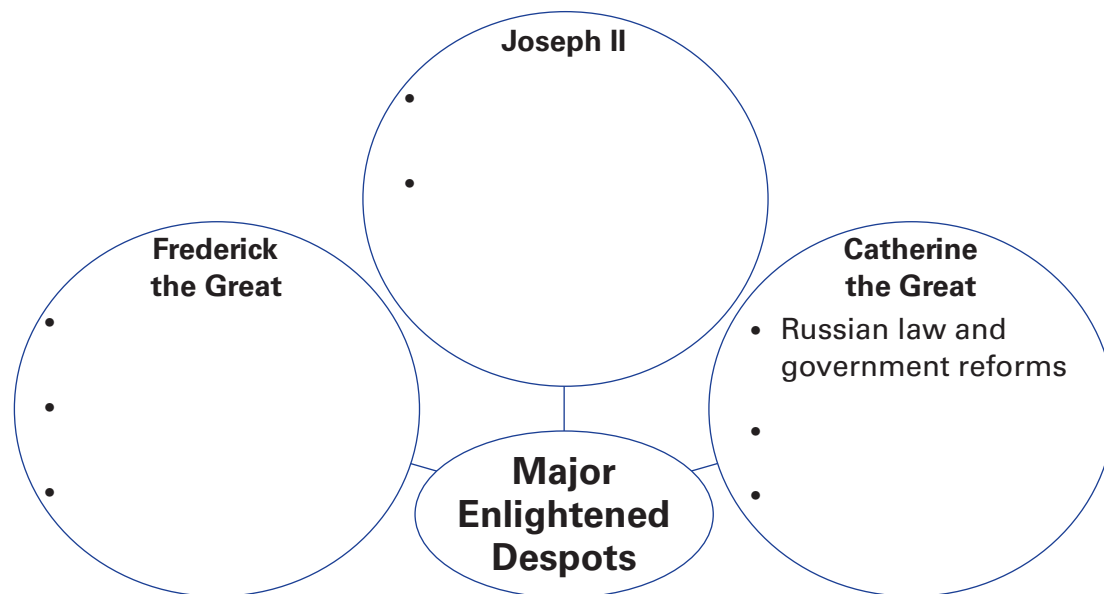 Joseph II
•
•
Frederick
the Great
•
•
•
Catherine
the Great
• Russian law and
government reforms
•
•
Major
Enlightened
Despots